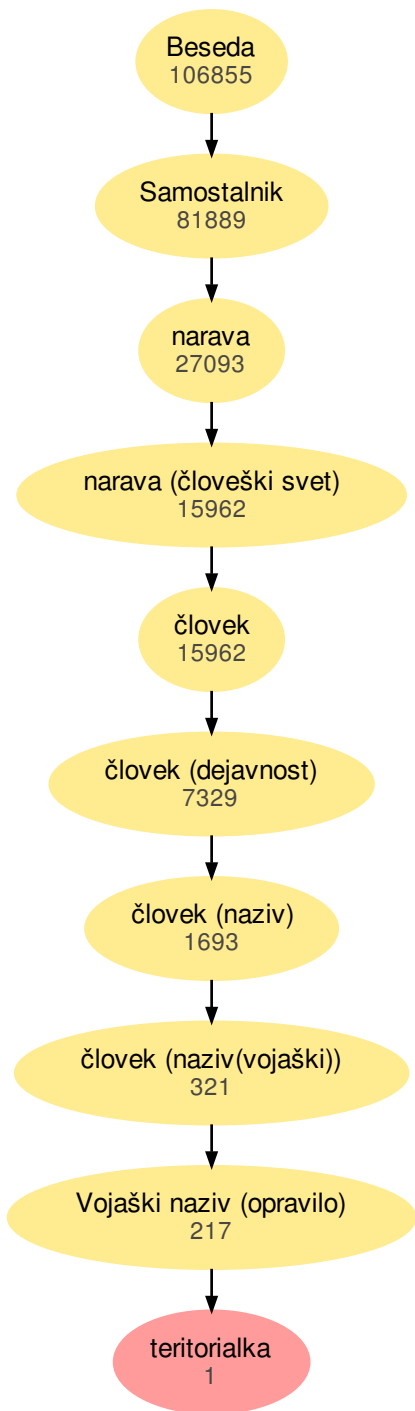 Beseda
106855
Samostalnik
81889
narava
27093
narava (človeški svet)
15962
človek
15962
človek (dejavnost)
7329
človek (naziv)
1693
človek (naziv(vojaški))
321
Vojaški naziv (opravilo)
217
teritorialka
1